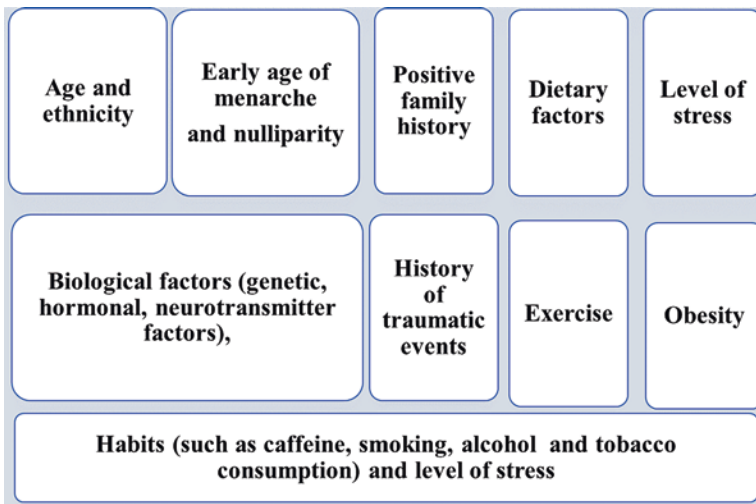 Age and
ethnicity
Early age of
menarche
and nulliparity
Positive
family
history
Dietary
factors
Level of
stress
Biological factors (genetic,
hormonal, neurotransmitter
factors),
History
of
traumatic
events
Exercise
Obesity
Habits (such as caffeine, smoking, alcohol and tobacco
consumption) and level of stress